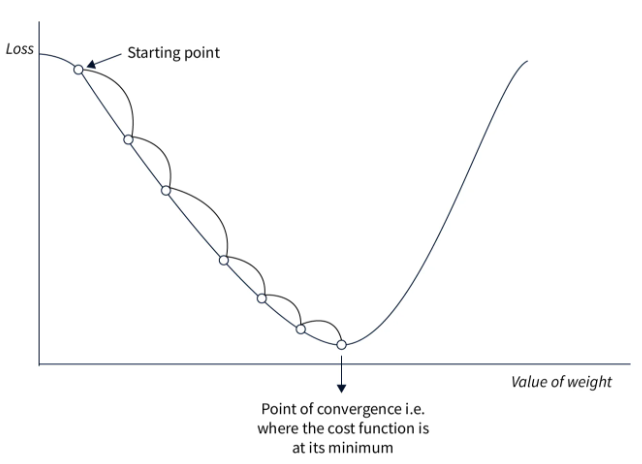 Loss
Starting point
Value of weight
Point of convergence i.e.
where the cost function is
at its minimum